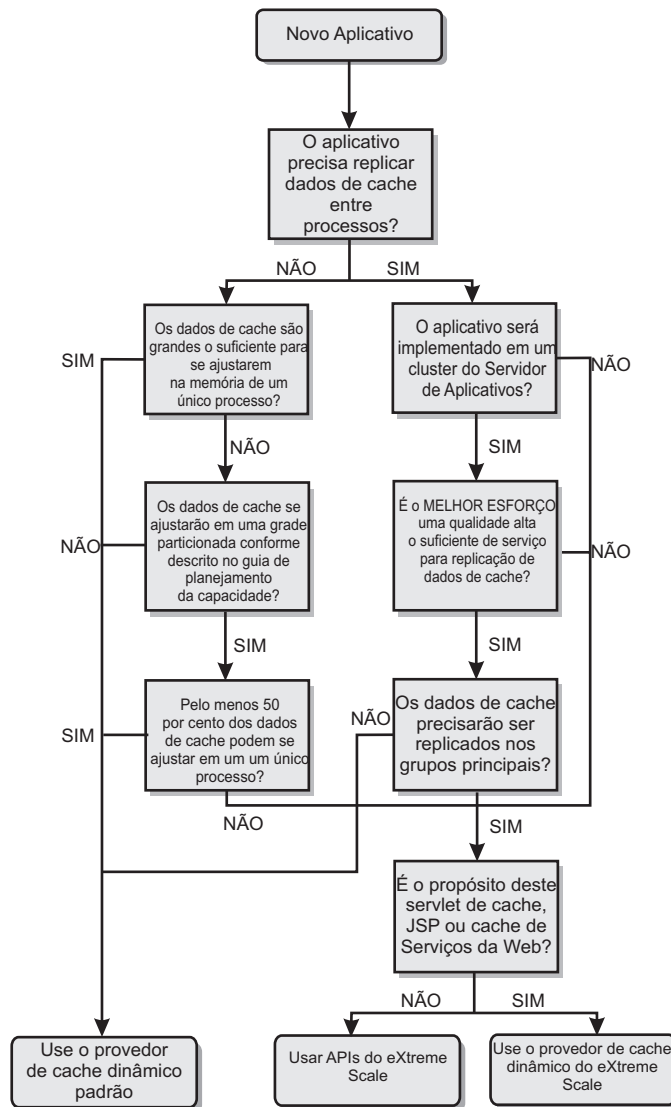 Novo Aplicativo
O aplicativo
precisa replicar
dados de cache
entre
processos?
NÃO
SIM
Os dados de cache são
grandes o suficiente para
se ajustarem
na memória de um
único processo?
SIM
O aplicativo será
implementado em um
cluster do Servidor
de Aplicativos?
NÃO
NÃO
SIM
Os dados de cache se
ajustarão em uma grade
particionada conforme
descrito no guia de
planejamento
da capacidade?
NÃO
É o MELHOR ESFORÇO
uma qualidade alta
o suficiente de serviço
para replicação de
dados de cache?
NÃO
SIM
SIM
Pelo menos 50
por cento dos dados
de cache podem se
ajustar em um um único
processo?
SIM
NÃO
Os dados de cache
precisarão ser
replicados nos
grupos principais?
NÃO
SIM
É o propósito deste
servlet de cache,
JSP ou cache de
Serviços da Web?
NÃO
SIM
Use o provedor
de cache dinâmico
padrão
Usar APIs do eXtreme
Scale
Use o provedor de cache
dinâmico do eXtreme
Scale